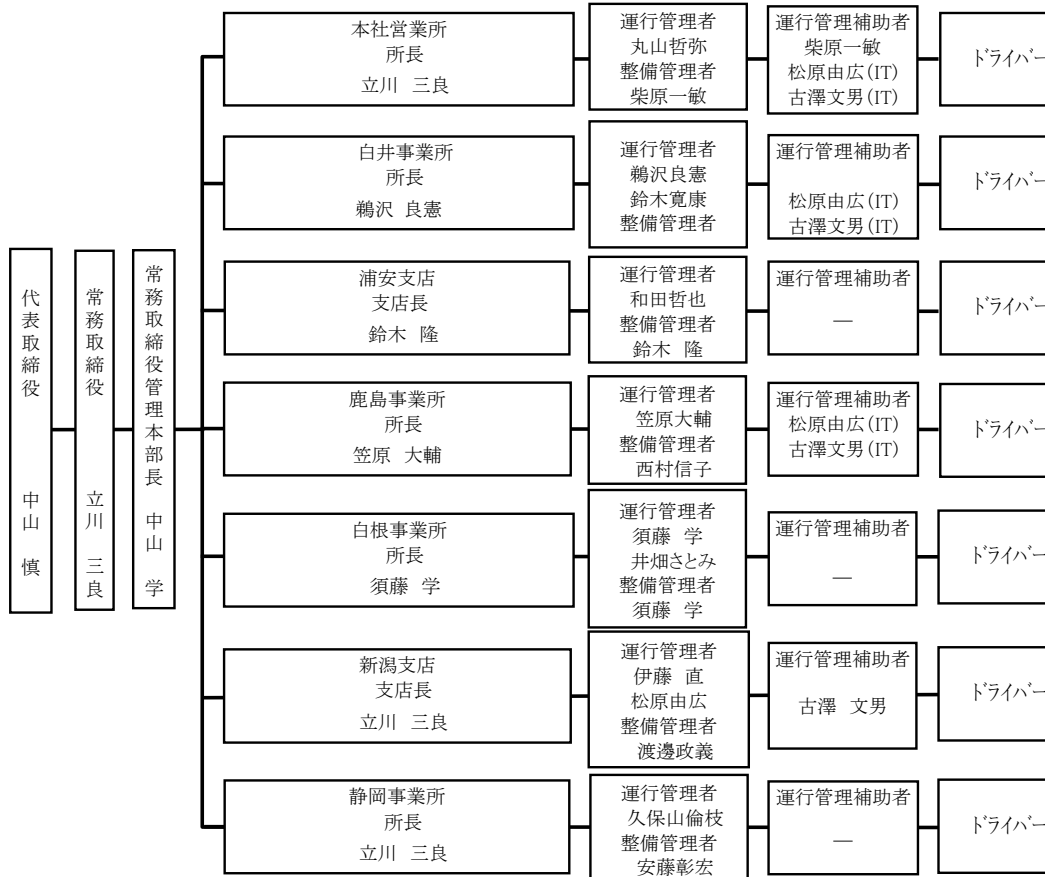 代表取締役 中山 慎
常務取締役 立川 三良
常務取締役管理本部長 中山 学
本社営業所
所長
立川 三良
運行管理者
丸山哲弥
整備管理者
柴原一敏
運行管理補助者
柴原一敏
松原由広(IT)
古澤文男(IT)
ドライバー
白井事業所
所長
鵜沢 良憲
運行管理者
鵜沢良憲
鈴木寛康
整備管理者
運行管理補助者
松原由広(IT)
古澤文男(IT)
ドライバー
浦安支店
支店長
鈴木 隆
運行管理者
和田哲也
整備管理者
鈴木 隆
運行管理補助者
―
ドライバー
鹿島事業所
所長
笠原 大輔
運行管理者
笠原大輔
整備管理者
西村信子
運行管理補助者
松原由広(IT)
古澤文男(IT)
ドライバー
白根事業所
所長
須藤 学
運行管理者
須藤 学
井畑さとみ
整備管理者
須藤 学
運行管理補助者
―
ドライバー
新潟支店
支店長
立川 三良
運行管理者
伊藤 直
松原由広
整備管理者
渡邊政義
運行管理補助者
古澤 文男
ドライバー
静岡事業所
所長
立川 三良
運行管理者
久保山倫枝
整備管理者
安藤彰宏
運行管理補助者
―
ドライバー